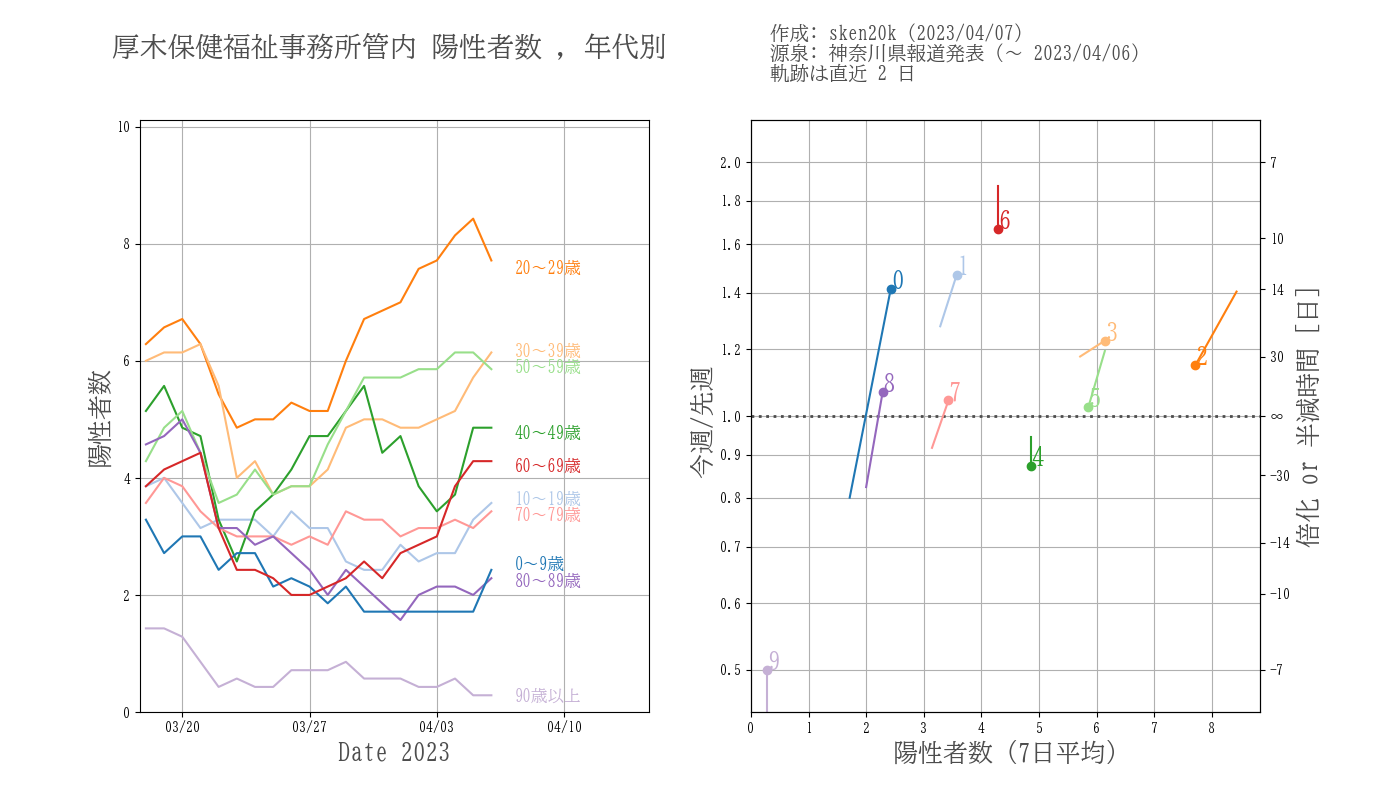 厚木保健福祉事務所管内 陽性者数 , 年代別
作成: sken20k (2023/04/07)
源泉: 神奈川県報道発表 (〜 2023/04/06)
軌跡は直近 2 日
陽性者数
10
8
6
4
2
0
03/20
03/27
04/03
04/10
Date 2023
20〜29歳
30〜39歳
50〜59歳
40〜49歳
60〜69歳
10〜19歳
70〜79歳
0〜9歳
80〜89歳
90歳以上
今週/先週
2.0
1.8
1.6
1.4
1.2
1.0
0.9
0.8
0.7
0.6
0.5
6
1
0
3
2
8
7
5
4
9
7
10
14
30
∞
−30
−14
−10
−7
倍化 or 半減時間 [日]
0
1
2
3
4
5
6
7
8
陽性者数 (7日平均)